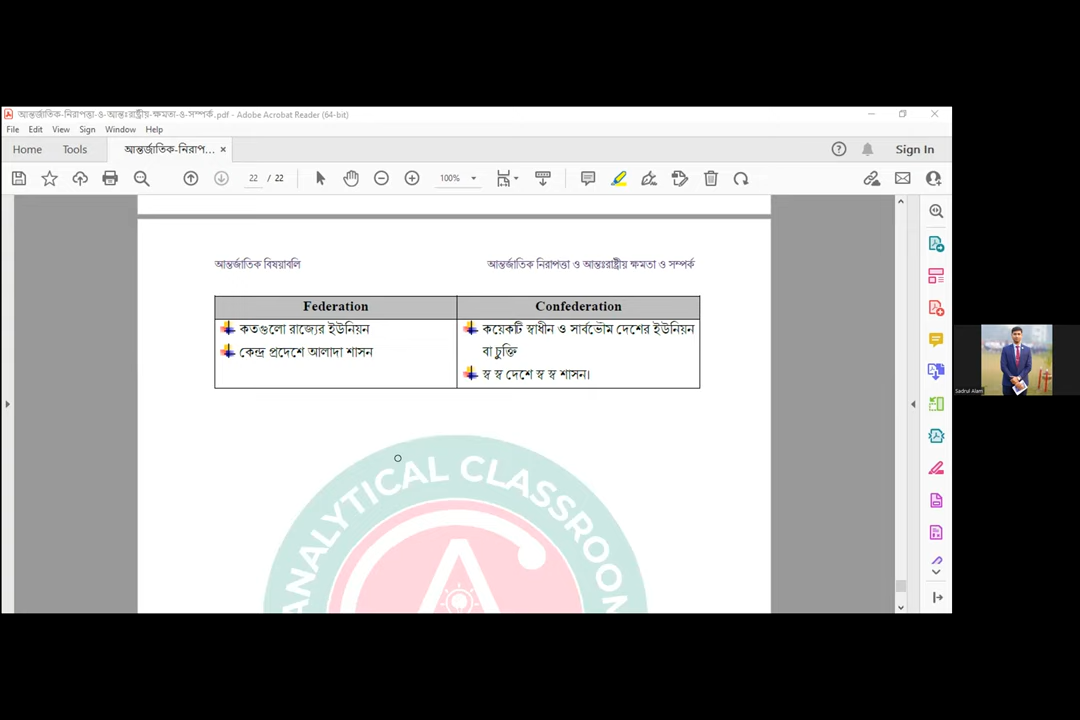 আন্তর্জাতিক-নিরাপত্তা-ও-আন্তঃরাষ্ট্রীয়-ক্ষমতা-ও-সম্পর্ক.pdf - Adobe Acrobat Reader (64-bit)
File Edit View Sign Window Help
Home Tools আন্তর্জাতিক-নিরাপ... × Sign In
22 / 22 100%
আন্তর্জাতিক বিষয়াবলি আন্তর্জাতিক নিরাপত্তা ও আন্তঃরাষ্ট্রীয় ক্ষমতা ও সম্পর্ক
Federation Confederation
কতগুলো রাজ্যের ইউনিয়ন
কেন্দ্র প্রদেশে আলাদা শাসন
কয়েকটি স্বাধীন ও সার্বভৌম দেশের ইউনিয়ন
বা চুক্তি
স্ব স্ব দেশে স্ব স্ব শাসন।
ANALYTICAL CLASSROOM
Sadrul Alam